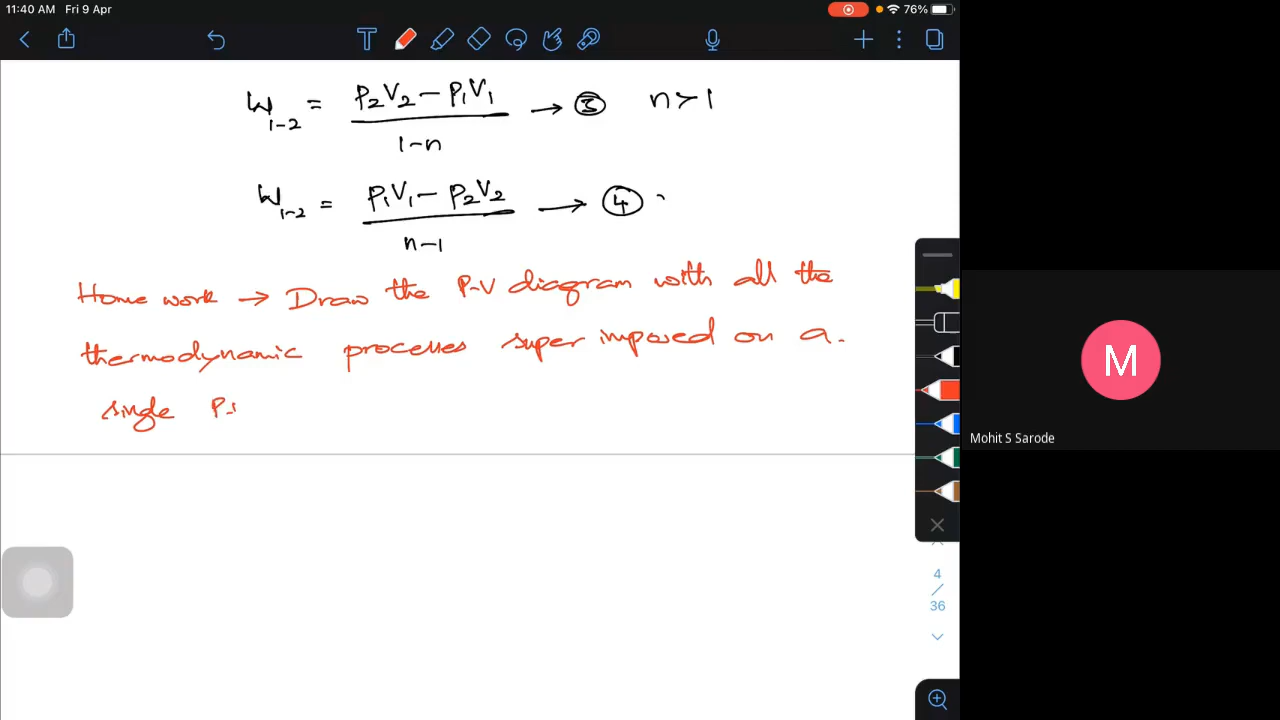 11:40 AM Fri 9 Apr
76%
W₁₋₂ = P₂V₂ − P₁V₁ / 1−n → ③ n > 1
W₁₋₂ = P₁V₁ − P₂V₂ / n−1 → ④
Home work → Draw the P-V diagram with all the
thermodynamic processes super imposed on a.
single P-
M
Mohit S Sarode
4
/
36